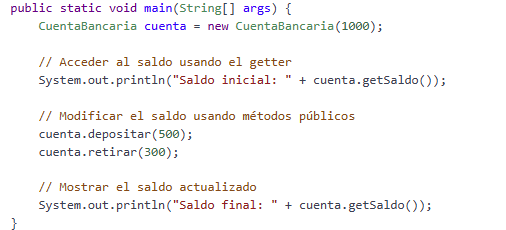 public static void main(String[] args) {
    CuentaBancaria cuenta = new CuentaBancaria(1000);

    // Acceder al saldo usando el getter
    System.out.println("Saldo inicial: " + cuenta.getSaldo());

    // Modificar el saldo usando métodos públicos
    cuenta.depositar(500);
    cuenta.retirar(300);

    // Mostrar el saldo actualizado
    System.out.println("Saldo final: " + cuenta.getSaldo());
}